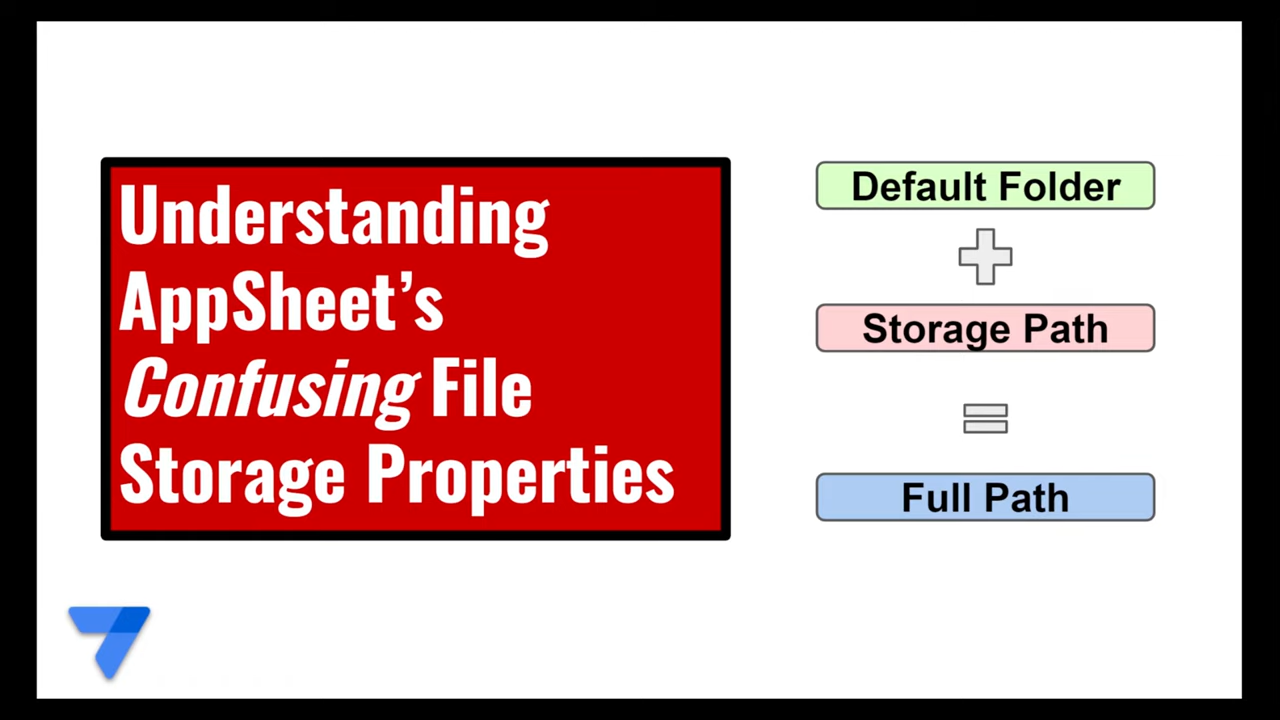 Understanding
AppSheet’s
Confusing File
Storage Properties
Default Folder
Storage Path
Full Path